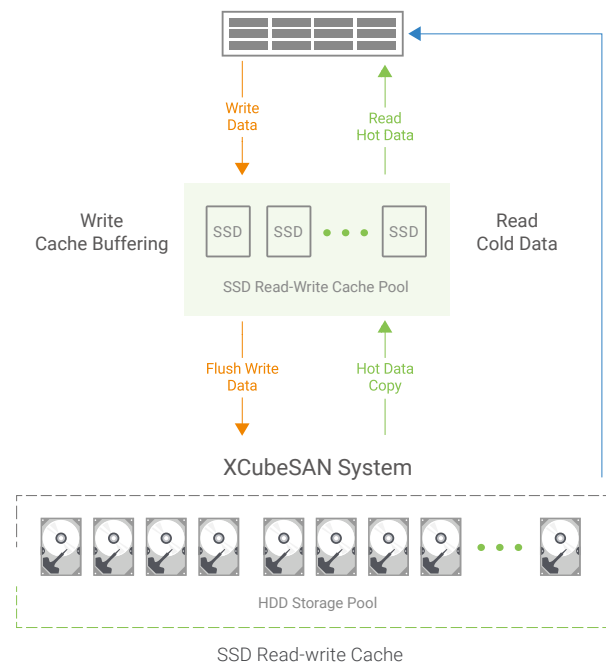 Write
Data
Read
Hot Data
Write
Cache Buffering
SSD
SSD
SSD
Read
Cold Data
SSD Read-Write Cache Pool
Flush Write
Data
Hot Data
Copy
XCubeSAN System
HDD Storage Pool
SSD Read-write Cache